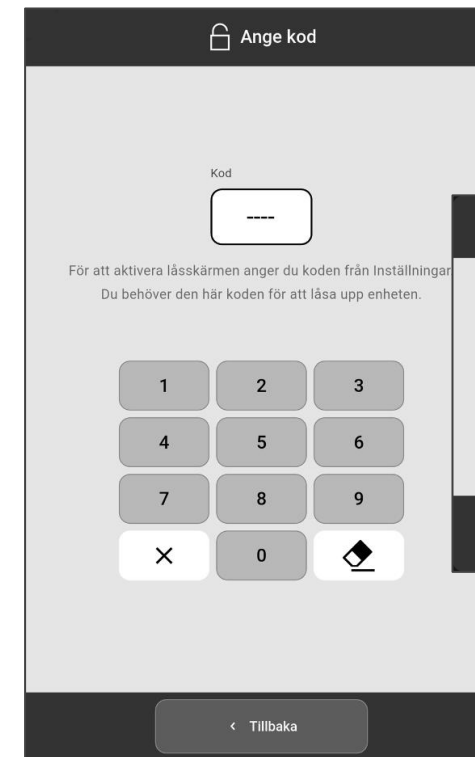 Ange kod
Kod
----
För att aktivera låsskärmen anger du koden från Inställningar
Du behöver den här koden för att låsa upp enheten.
1 2 3
4 5 6
7 8 9
0
Tillbaka